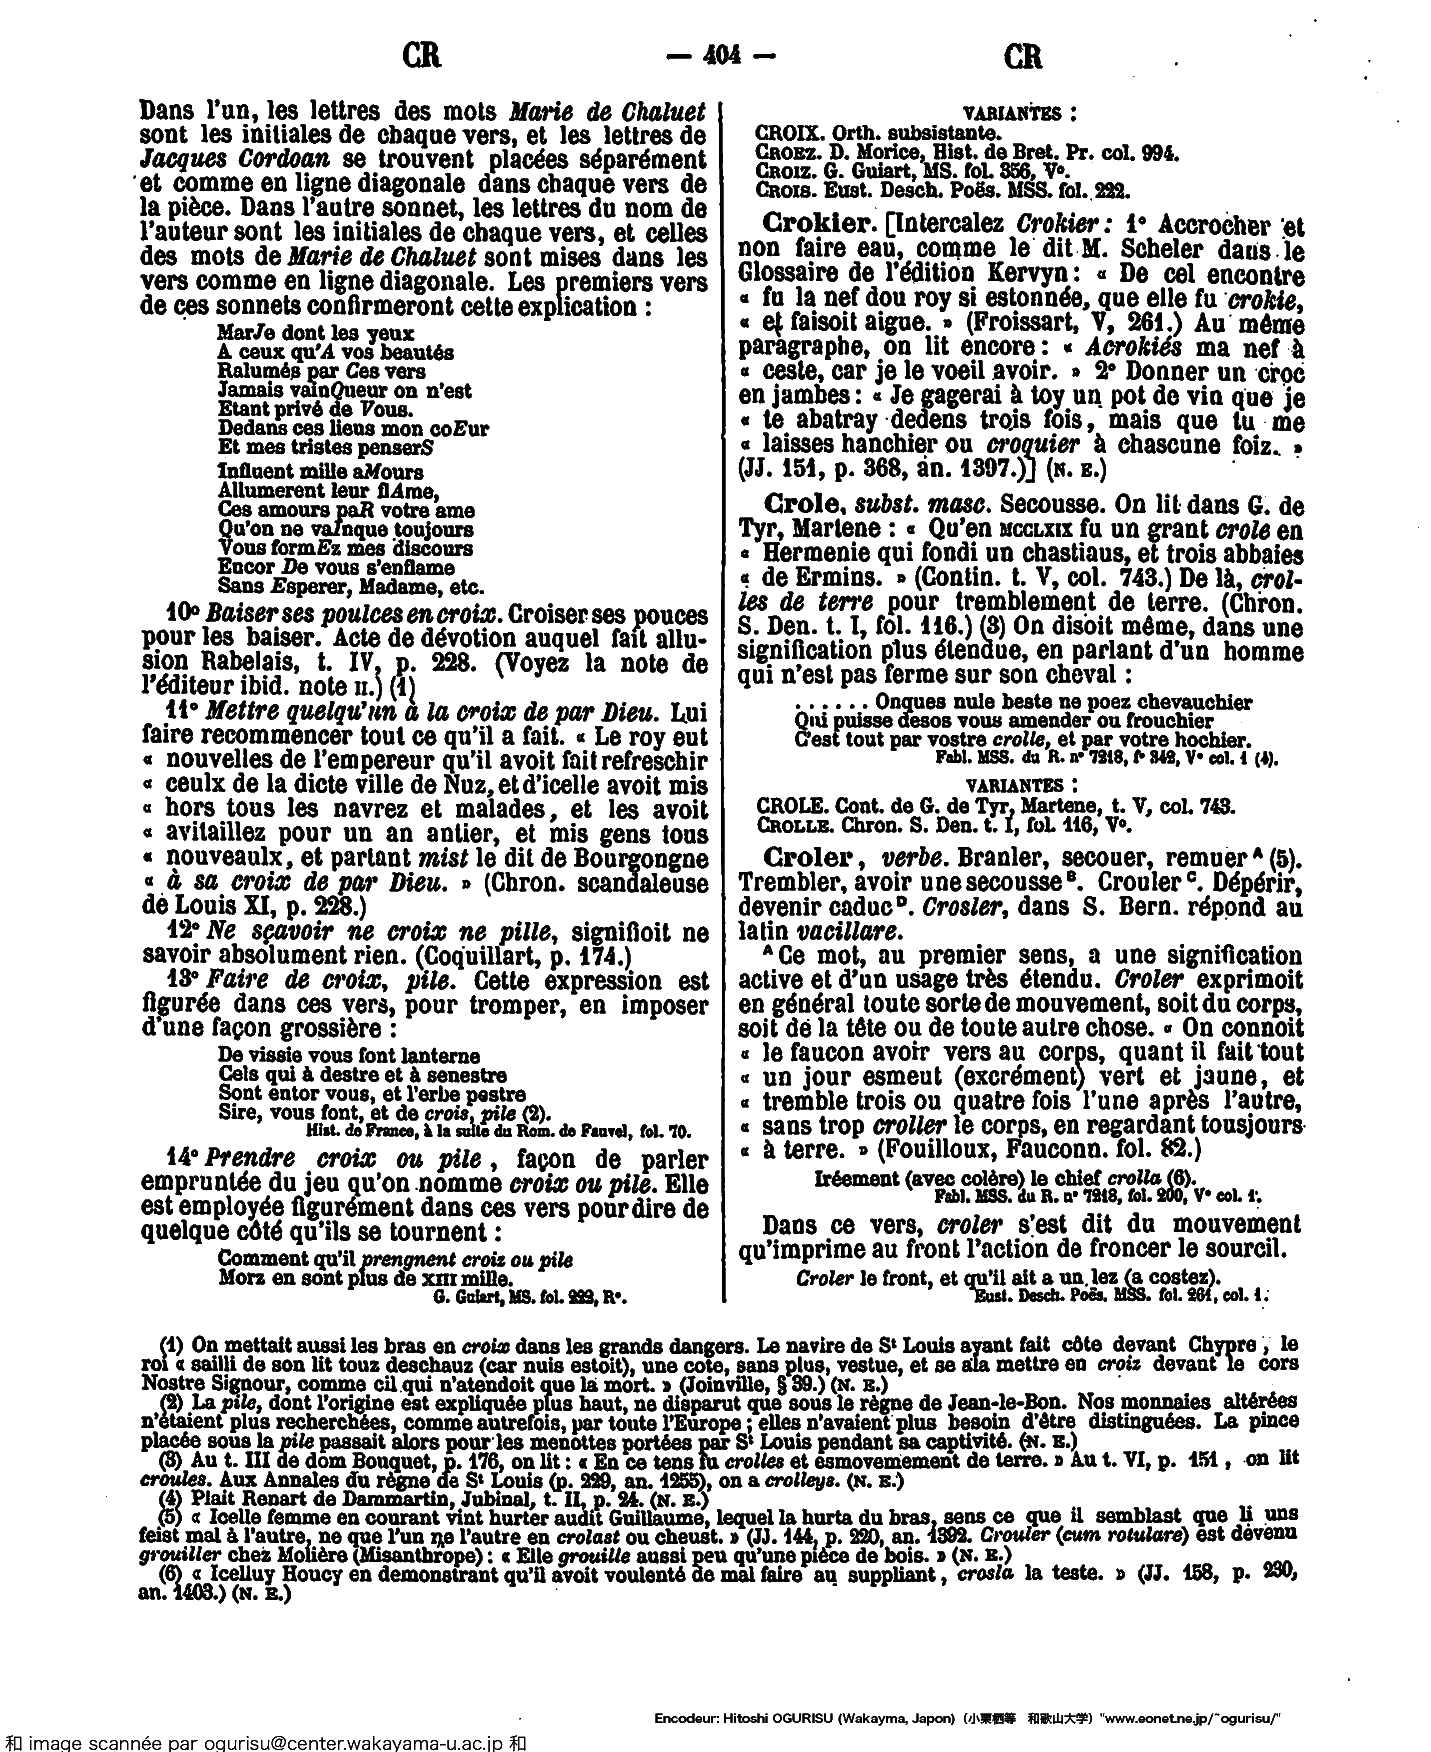 CR — 404 — CR
Dans l'un, les lettres des mots Marie de Chaluet
sont les initiales de chaque vers, et les lettres de
Jacques Cordoan se trouvent placées séparément
et comme en ligne diagonale dans chaque vers de
la pièce. Dans l'autre sonnet, les lettres du nom de
l'auteur sont les initiales de chaque vers, et celles
des mots de Marie de Chaluet sont mises dans les
vers comme en ligne diagonale. Les premiers vers
de ces sonnets confirmeront cette explication :
MarJe dont les yeux
A ceux qu'A vos beautés
Ralumés par Ces vers
Jamais vainQueur on n'est
Etant privé de Vous.
Dedans ces liens mon coEur
Et mes tristes penserS
Influent mille aMours
Allumerent leur flAme,
Ces amours paR votre ame
Qu'on ne vaInque toujours
Vous formEz mes discours
Encor De vous s'enflame
Sans Esperer, Madame, etc.
10° Baiser ses poulces en croix. Croiser ses pouces
pour les baiser. Acte de dévotion auquel fait allu-
sion Rabelais, t. IV, p. 228. (Voyez la note de
l'éditeur ibid. note II.) (1)
11° Mettre quelqu'un à la croix de par Dieu. Lui
faire recommencer tout ce qu'il a fait. « Le roy eut
« nouvelles de l'empereur qu'il avoit fait refreschir
« ceulx de la dicte ville de Nuz, et d'icelle avoit mis
« hors tous les navrez et malades, et les avoit
« avitaillez pour un an antier, et mis gens tous
« nouveaulx, et partant mist le dit de Bourgongne
« à sa croix de par Dieu. » (Chron. scandaleuse
de Louis XI, p. 228.)
12° Ne sçavoir ne croix ne pille, signifioit ne
savoir absolument rien. (Coquillart, p. 174.)
13° Faire de croix, pile. Cette expression est
figurée dans ces vers, pour tromper, en imposer
d'une façon grossière :
De vissie vous font lanterne
Cels qui à destre et à senestre
Sont entor vous, et l'erbe pestre
Sire, vous font, et de crois, pile (2).
Hist. de France, à la suite du Rom. de Fauvel, fol. 70.
14° Prendre croix ou pile, façon de parler
empruntée du jeu qu'on nomme croix ou pile. Elle
est employée figurément dans ces vers pour dire de
quelque côté qu'ils se tournent :
Comment qu'il prengnent croiz ou pile
Morz en sont plus de XIII mille.
G. Guiart, MS. fol. 222, R°.
VARIANTES :
CROIX. Orth. subsistante.
CROEZ. D. Morice, Hist. de Bret. Pr. col. 994.
CROIZ. G. Guiart, MS. fol. 356, V°.
CROIS. Eust. Desch. Poës. MSS. fol. 222.
Crokier. [Intercalez Crokier : 1° Accrocher et
non faire eau, comme le dit M. Scheler dans le
Glossaire de l'édition Kervyn : « De cel encontre
« fu la nef dou roy si estonnée, que elle fu crokie,
« et faisoit aigue. » (Froissart, V, 261.) Au même
paragraphe, on lit encore : « Acrokiés ma nef à
« ceste, car je le voeil avoir. » 2° Donner un croc
en jambes : « Je gagerai à toy un pot de vin que je
« te abatray dedens trois fois, mais que tu me
« laisses hanchier ou croquier à chascune foiz. »
(JJ. 151, p. 368, an. 1397.)] (N. E.)
Crole, subst. masc. Secousse. On lit dans G. de
Tyr, Martene : « Qu'en MCCLXIX fu un grant crole en
« Hermenie qui fondi un chastiaus, et trois abbaies
« de Ermins. » (Contin. t. V, col. 743.) De là, crol-
les de terre pour tremblement de terre. (Chron.
S. Den. t. I, fol. 116.) (3) On disoit même, dans une
signification plus étendue, en parlant d'un homme
qui n'est pas ferme sur son cheval :
. . . . . . Onques nule beste ne poez chevauchier
Qui puisse desos vous amender ou frouchier
C'est tout par vostre crolle, et par votre hochier.
Fabl. MSS. du R. n° 7218, f° 342, V° col. 1 (4).
VARIANTES :
CROLE. Cont. de G. de Tyr, Martene, t. V, col. 743.
CROLLE. Chron. S. Den. t. I, fol. 116, V°.
Croler, verbe. Branler, secouer, remuer A (5).
Trembler, avoir une secousse B. Crouler C. Dépérir,
devenir caduc D. Crosler, dans S. Bern. répond au
latin vacillare.
A Ce mot, au premier sens, a une signification
active et d'un usage très étendu. Croler exprimoit
en général toute sorte de mouvement, soit du corps,
soit de la tête ou de toute autre chose. « On connoit
« le faucon avoir vers au corps, quant il fait tout
« un jour esmeut (excrément) vert et jaune, et
« tremble trois ou quatre fois l'une après l'autre,
« sans trop croller le corps, en regardant tousjours
« à terre. » (Fouilloux, Fauconn. fol. 82.)
Iréement (avec colère) le chief crolla (6).
Fabl. MSS. du R. n° 7218, fol. 200, V° col. 1.
Dans ce vers, croler s'est dit du mouvement
qu'imprime au front l'action de froncer le sourcil.
Croler le front, et qu'il ait a un lez (a costez).
Eust. Desch. Poës. MSS. fol. 261, col. 1.
(1) On mettait aussi les bras en croix dans les grands dangers. Le navire de St Louis ayant fait côte devant Chypre, le
roi « sailli de son lit touz deschauz (car nuis estoit), une cote, sans plus, vestue, et se ala mettre en croiz devant le cors
Nostre Signour, comme cil qui n'atendoit que la mort. » (Joinville, § 39.) (N. E.)
(2) La pile, dont l'origine est expliquée plus haut, ne disparut que sous le règne de Jean-le-Bon. Nos monnaies altérées
n'étaient plus recherchées, comme autrefois, par toute l'Europe ; elles n'avaient plus besoin d'être distinguées. La pince
placée sous la pile passait alors pour les menottes portées par St Louis pendant sa captivité. (N. E.)
(3) Au t. III de dom Bouquet, p. 176, on lit : « En ce tens fu crolles et esmovemement de terre. » Au t. VI, p. 151, on lit
croules. Aux Annales du règne de St Louis (p. 229, an. 1255), on a crolleys. (N. E.)
(4) Plait Renart de Dammartin, Jubinal, t. II, p. 24. (N. E.)
(5) « Icelle femme en courant vint hurter audit Guillaume, lequel la hurta du bras, sens ce que il semblast que li uns
feist mal à l'autre, ne que l'un ne l'autre en crolast ou cheust. » (JJ. 144, p. 220, an. 1392. Crouler (cum rotulare) est devenu
grouiller chez Molière (Misanthrope) : « Elle grouille aussi peu qu'une pièce de bois. » (N. E.)
(6) « Icelluy Houcy en demonstrant qu'il avoit voulenté de mal faire au suppliant, crosla la teste. » (JJ. 158, p. 230,
an. 1403.) (N. E.)
Encodeur: Hitoshi OGURISU (Wakayma, Japon) (小栗栖等 和歌山大学) "www.eonet.ne.jp/~ogurisu/"
和 image scannée par ogurisu@center.wakayama-u.ac.jp 和